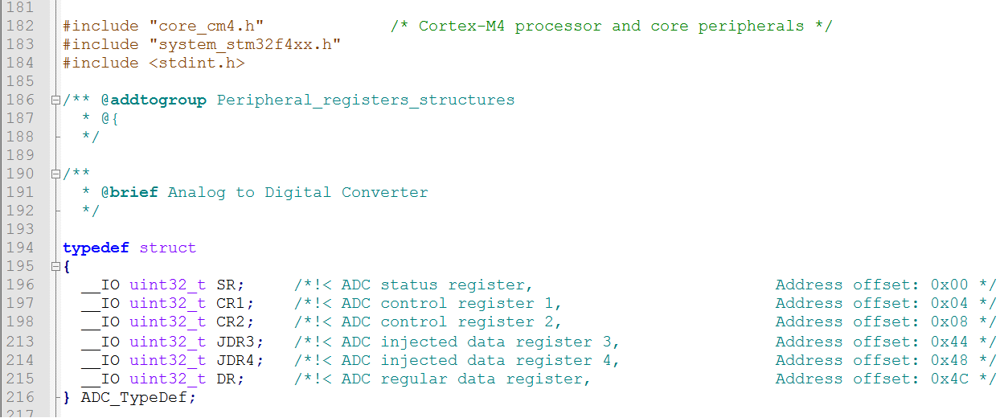 181
182 #include "core_cm4.h" /* Cortex-M4 processor and core peripherals */
183 #include "system_stm32f4xx.h"
184 #include <stdint.h>
185
186 /** @addtogroup Peripheral_registers_structures
187 * @{
188 */
189
190 /**
191 * @brief Analog to Digital Converter
192 */
193
194 typedef struct
195 {
196 __IO uint32_t SR; /*!< ADC status register, Address offset: 0x00 */
197 __IO uint32_t CR1; /*!< ADC control register 1, Address offset: 0x04 */
198 __IO uint32_t CR2; /*!< ADC control register 2, Address offset: 0x08 */
213 __IO uint32_t JDR3; /*!< ADC injected data register 3, Address offset: 0x44 */
214 __IO uint32_t JDR4; /*!< ADC injected data register 4, Address offset: 0x48 */
215 __IO uint32_t DR; /*!< ADC regular data register, Address offset: 0x4C */
216 } ADC_TypeDef;
217